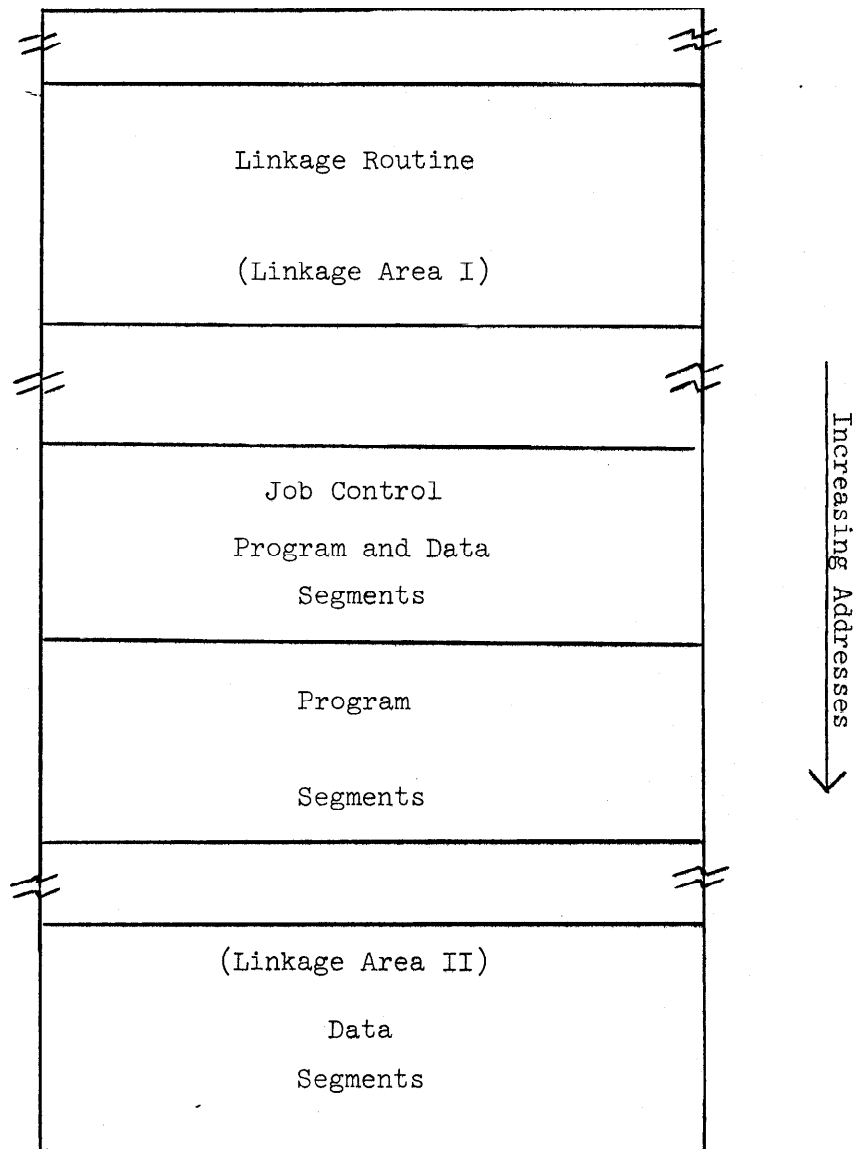 Linkage Routine
(Linkage Area I)
Job Control
Program and Data
Segments
Program
Segments
(Linkage Area II)
Data
Segments
Increasing Addresses